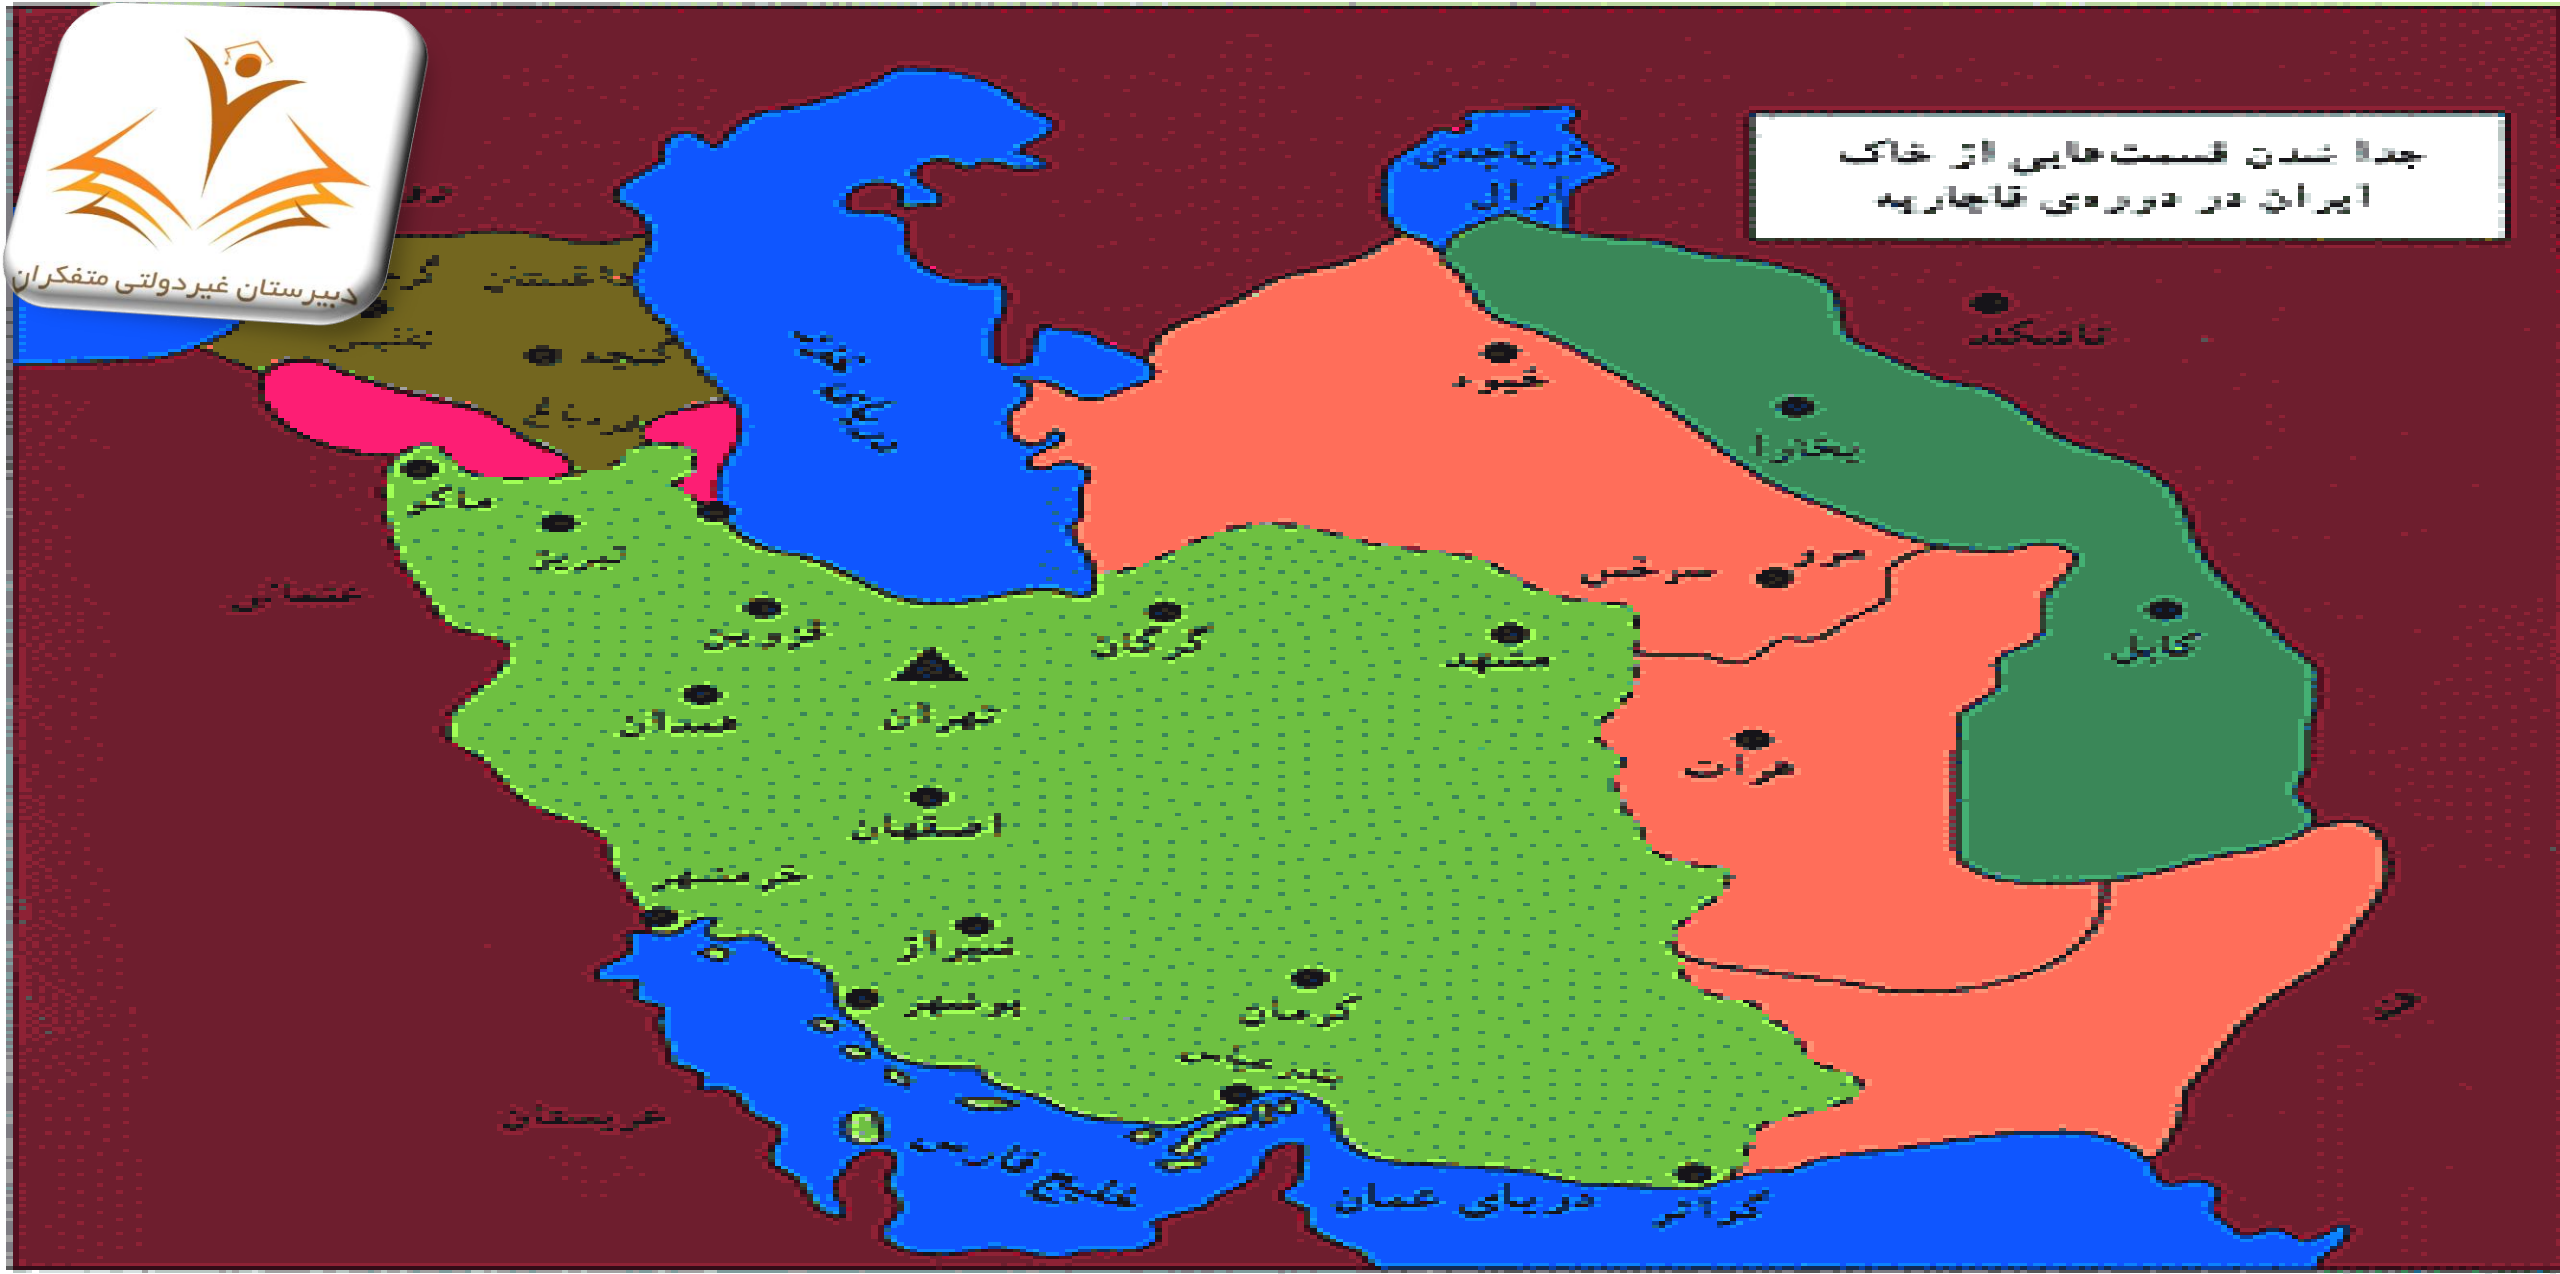 جدا شدن قسمت‌هایی از خاک
ایران در دوره‌ی قاجاریه
دبیرستان غیردولتی متفکران
دریاچه‌ی
آرال
داغستان
تفلیس
گنجه
دریای خزر
تاشکند
خیوه
بخارا
ماکو
تبریز
سرخس
مرو
عثمانی
قزوین
گرگان
مشهد
کابل
همدان
تهران
هرات
اصفهان
خرمشهر
شیراز
بوشهر
کرمان
بندرعباس
عربستان
خلیج فارس
دریای عمان
گواتر